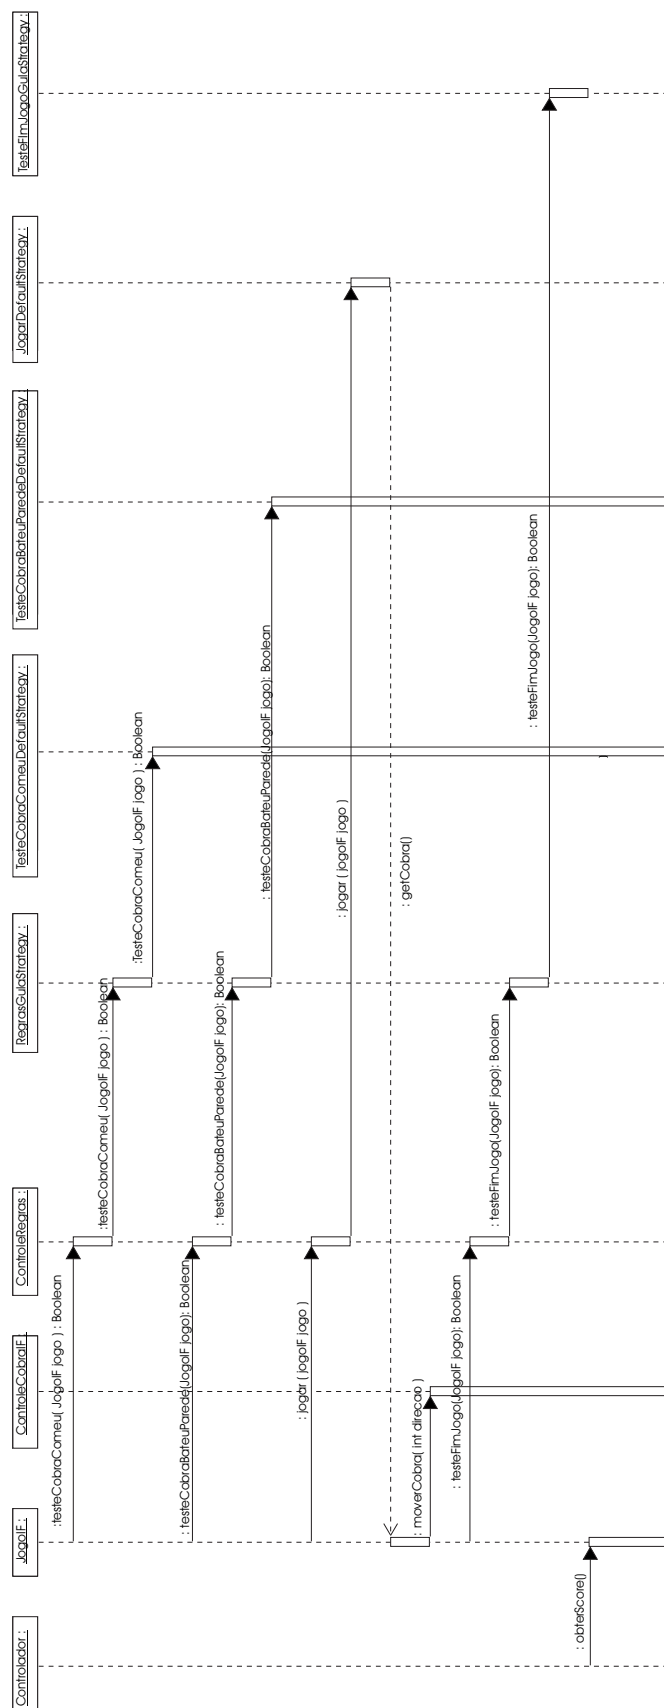 Controlador :
JogoIF :
ControleCobraIF :
ControleRegras :
RegrasGulaStrategy :
TesteCobraComeuDefaultStrategy :
TesteCobraBateuParedeDefaultStrategy :
JogarDefaultStrategy :
TesteFimJogoGulaStrategy :
:testeCobraComeu( JogoIF jogo ) : Boolean
:testeCobraComeu( JogoIF jogo ) : Boolean
:TesteCobraComeu( JogoIF jogo ) : Boolean
: testeCobraBateuParede(JogoIF jogo): Boolean
: testeCobraBateuParede(JogoIF jogo): Boolean
: testeCobraBateuParede(JogoIF jogo): Boolean
: jogar ( jogoIF jogo )
: jogar ( jogoIF jogo )
: getCobra()
: moverCobra( int direcao )
: testeFimJogo(JogoIF jogo): Boolean
: testeFimJogo(JogoIF jogo): Boolean
: testeFimJogo(JogoIF jogo): Boolean
: obterScore()